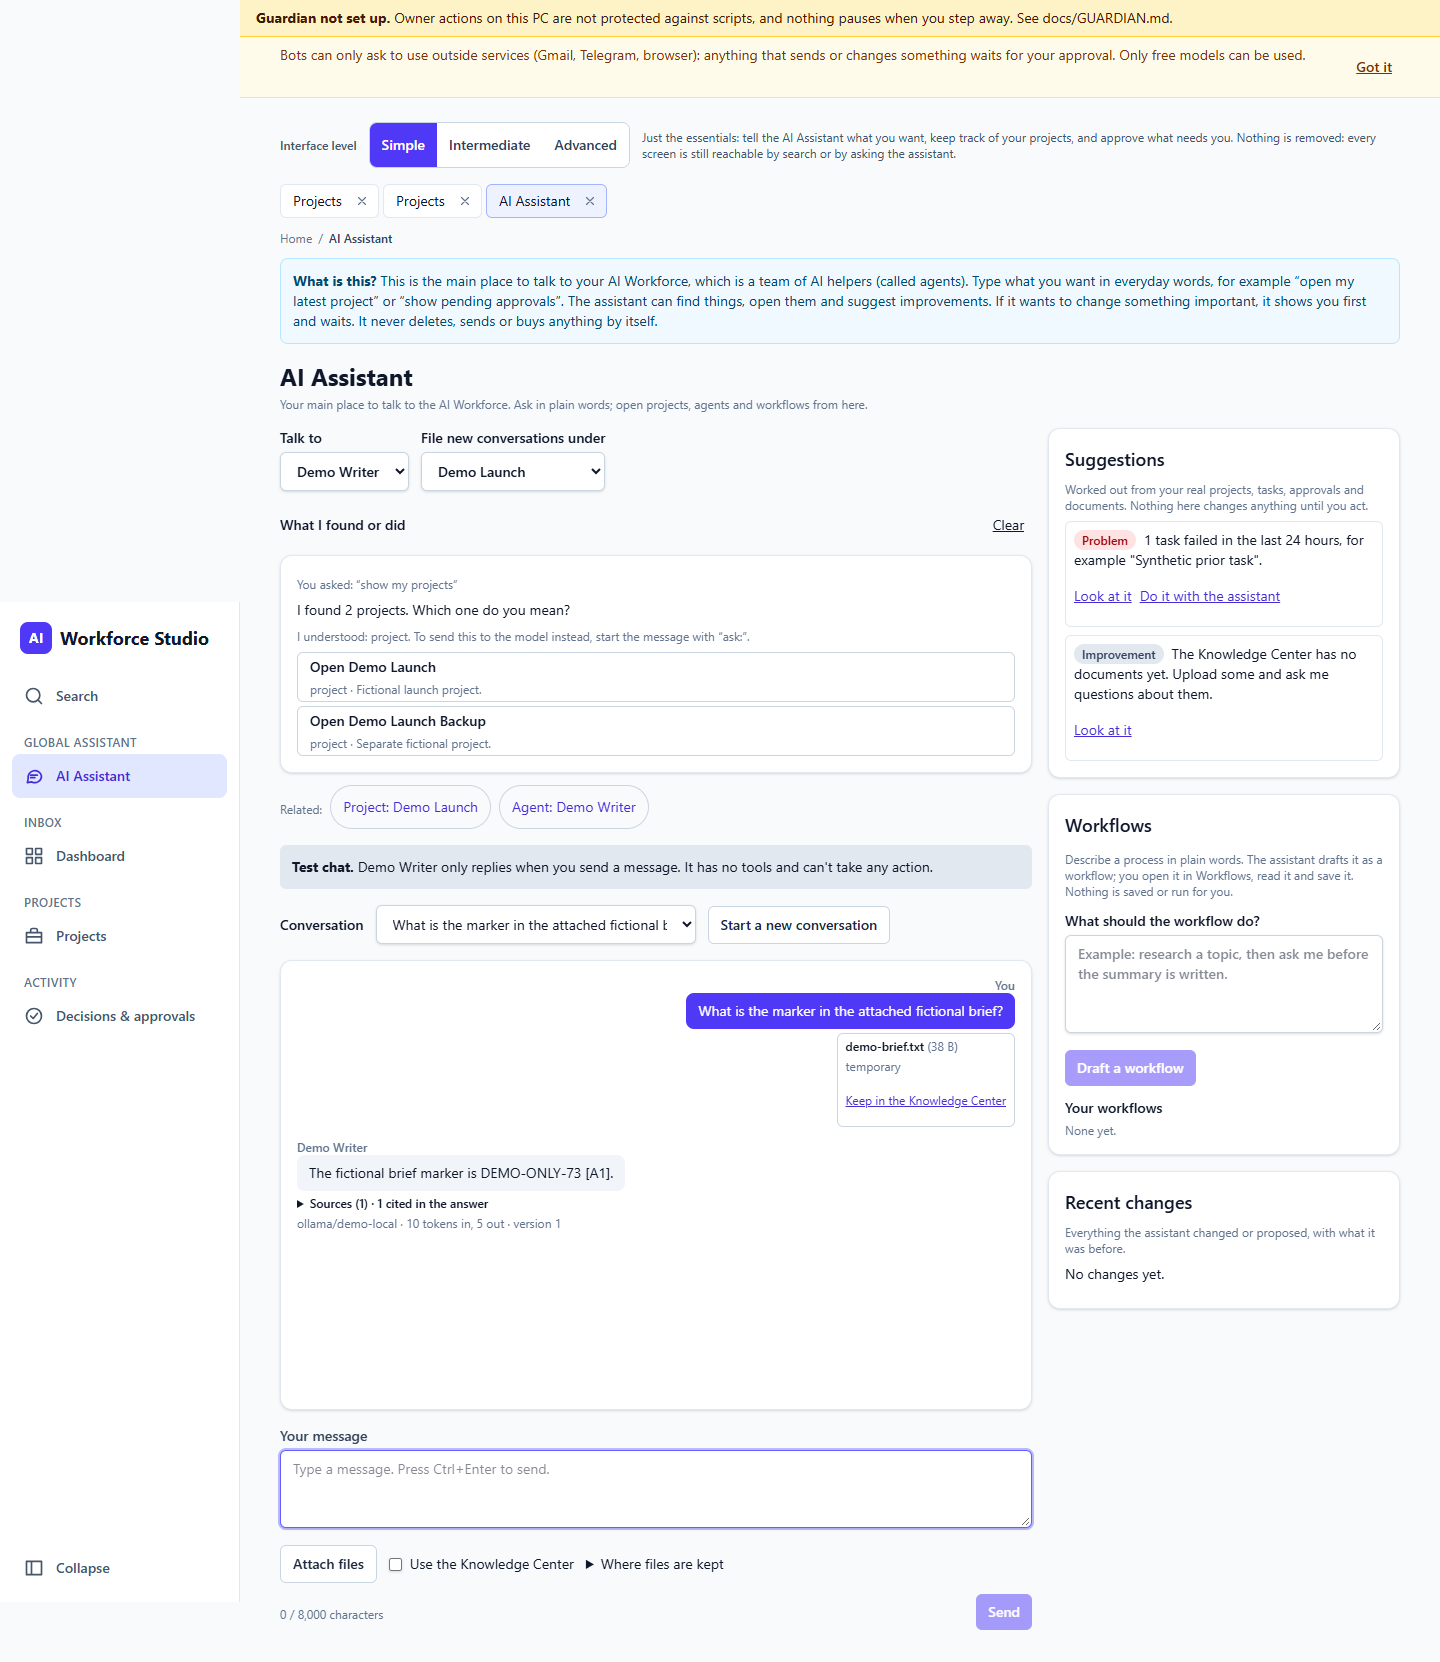 Guardian not set up. Owner actions on this PC are not protected against scripts, and nothing pauses when you step away. See docs/GUARDIAN.md.
Bots can only ask to use outside services (Gmail, Telegram, browser): anything that sends or changes something waits for your approval. Only free models can be used.
Got it
Interface level
Simple
Intermediate
Advanced
Just the essentials: tell the AI Assistant what you want, keep track of your projects, and approve what needs you. Nothing is removed: every
screen is still reachable by search or by asking the assistant.
Projects ×
Projects ×
AI Assistant ×
Home / AI Assistant
What is this? This is the main place to talk to your AI Workforce, which is a team of AI helpers (called agents). Type what you want in everyday words, for example “open my
latest project” or “show pending approvals”. The assistant can find things, open them and suggest improvements. If it wants to change something important, it shows you first
and waits. It never deletes, sends or buys anything by itself.
AI Assistant
Your main place to talk to the AI Workforce. Ask in plain words; open projects, agents and workflows from here.
Talk to
Demo Writer
File new conversations under
Demo Launch
What I found or did
Clear
You asked: “show my projects”
I found 2 projects. Which one do you mean?
I understood: project. To send this to the model instead, start the message with “ask:”.
Open Demo Launch
project · Fictional launch project.
Open Demo Launch Backup
project · Separate fictional project.
Related:
Project: Demo Launch
Agent: Demo Writer
Test chat. Demo Writer only replies when you send a message. It has no tools and can't take any action.
Conversation
What is the marker in the attached fictional b
Start a new conversation
You
What is the marker in the attached fictional brief?
demo-brief.txt (38 B)
temporary
Keep in the Knowledge Center
Demo Writer
The fictional brief marker is DEMO-ONLY-73 [A1].
Sources (1) · 1 cited in the answer
ollama/demo-local · 10 tokens in, 5 out · version 1
Your message
Type a message. Press Ctrl+Enter to send.
Attach files
Use the Knowledge Center
Where files are kept
0 / 8,000 characters
Send
Suggestions
Worked out from your real projects, tasks, approvals and
documents. Nothing here changes anything until you act.
Problem 1 task failed in the last 24 hours, for
example "Synthetic prior task".
Look at it Do it with the assistant
Improvement The Knowledge Center has no
documents yet. Upload some and ask me
questions about them.
Look at it
Workflows
Describe a process in plain words. The assistant drafts it as a
workflow; you open it in Workflows, read it and save it.
Nothing is saved or run for you.
What should the workflow do?
Example: research a topic, then ask me before
the summary is written.
Draft a workflow
Your workflows
None yet.
Recent changes
Everything the assistant changed or proposed, with what it
was before.
No changes yet.
AI Workforce Studio
Search
GLOBAL ASSISTANT
AI Assistant
INBOX
Dashboard
PROJECTS
Projects
ACTIVITY
Decisions & approvals
Collapse